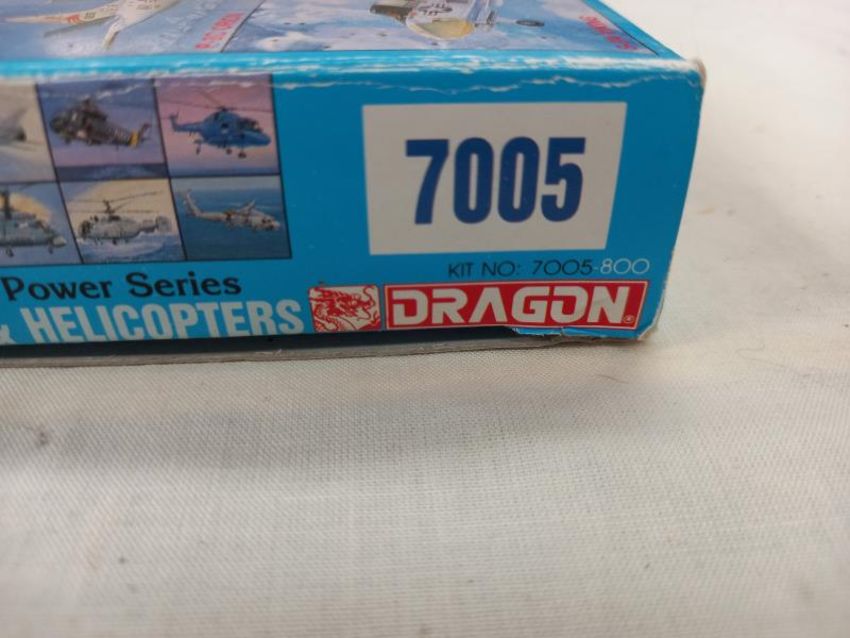 7005
KIT NO: 7005-800
Power Series
& HELICOPTERS
DRAGON